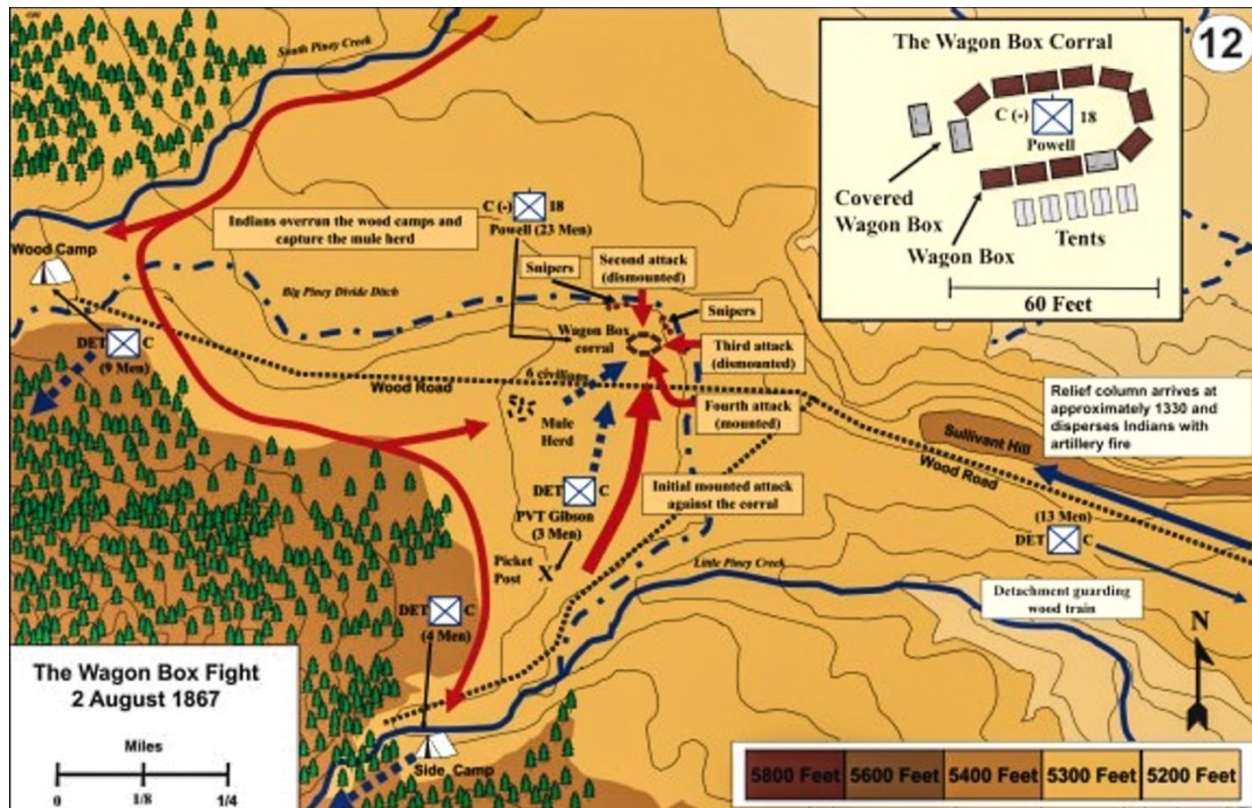 12
The Wagon Box Corral
C (-)
18
Powell
Covered
Wagon Box
Wagon Box
Tents
60 Feet
South Piney Creek
Indians overrun the wood camps and
capture the mule herd
C (-)
18
Powell (23 Men)
Wood Camp
Snipers
Second attack
(dismounted)
Big Piney Divide Ditch
Snipers
Wagon Box
corral
Third attack
(dismounted)
DET
C
(9 Men)
Wood Road
6 civilians
Mule
Herd
Fourth attack
(mounted)
Relief column arrives at
approximately 1330 and
disperses Indians with
artillery fire
Sullivant Hill
Wood Road
DET
C
PVT Gibson
(3 Men)
Initial mounted attack
against the corral
(13 Men)
DET
C
Picket
Post
X
Little Piney Creek
Detachment guarding
wood train
DET
C
(4 Men)
N
The Wagon Box Fight
2 August 1867
Miles
0
1/8
1/4
Side Camp
5800 Feet
5600 Feet
5400 Feet
5300 Feet
5200 Feet